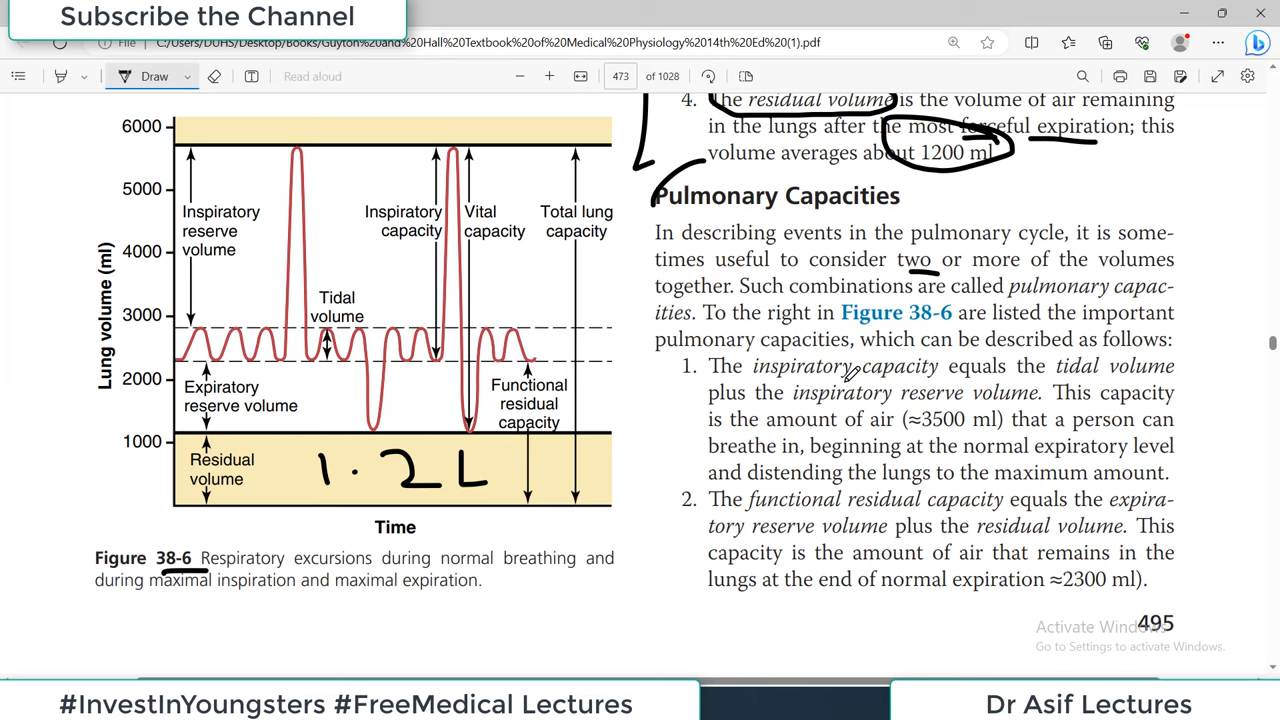 Subscribe the Channel
File
C:/Users/DUHS/Desktop/Books/Guyton%20and%20Hall%20Textbook%20of%20Medical%20Physiology%2014th%20Ed%20(1).pdf
Draw
Read aloud
473 of 1028
6000
5000
4000
3000
2000
1000
Lung volume (ml)
Inspiratory
reserve
volume
Inspiratory
capacity
Vital
capacity
Total lung
capacity
Tidal
volume
Expiratory
reserve volume
Functional
residual
capacity
Residual
volume
1.2 L
Time
Figure 38-6 Respiratory excursions during normal breathing and
during maximal inspiration and maximal expiration.
4. The residual volume is the volume of air remaining
in the lungs after the most forceful expiration; this
volume averages about 1200 ml
Pulmonary Capacities
In describing events in the pulmonary cycle, it is some-
times useful to consider two or more of the volumes
together. Such combinations are called pulmonary capac-
ities. To the right in Figure 38-6 are listed the important
pulmonary capacities, which can be described as follows:
1. The inspiratory capacity equals the tidal volume
plus the inspiratory reserve volume. This capacity
is the amount of air (≈3500 ml) that a person can
breathe in, beginning at the normal expiratory level
and distending the lungs to the maximum amount.
2. The functional residual capacity equals the expira-
tory reserve volume plus the residual volume. This
capacity is the amount of air that remains in the
lungs at the end of normal expiration ≈2300 ml).
495
Activate Windows
Go to Settings to activate Windows.
#InvestInYoungsters #FreeMedical Lectures
Dr Asif Lectures